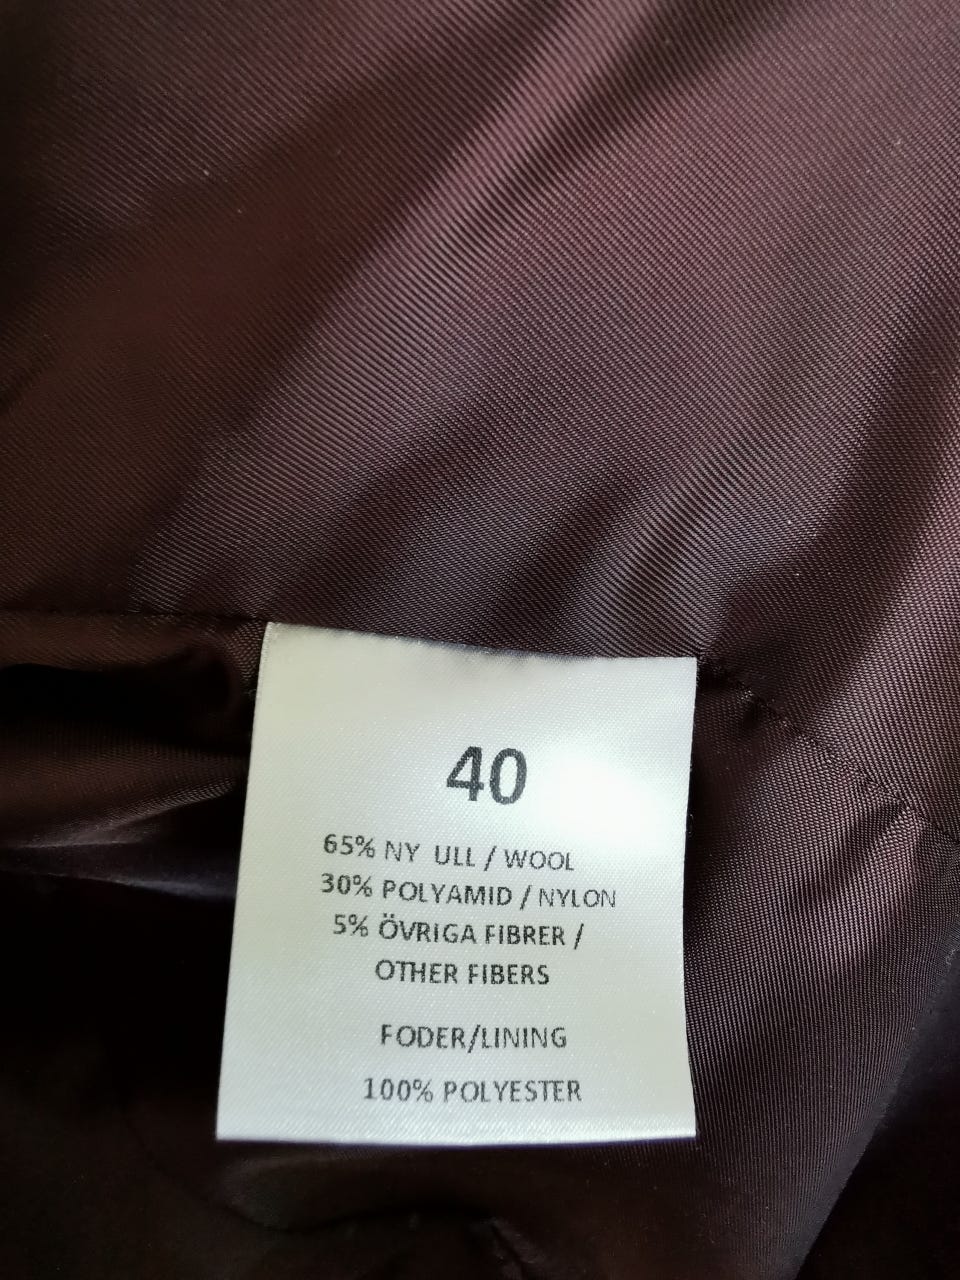 40
65% NY ULL / WOOL
30% POLYAMID / NYLON
5% ÖVRIGA FIBRER /
OTHER FIBERS
FODER/LINING
100% POLYESTER